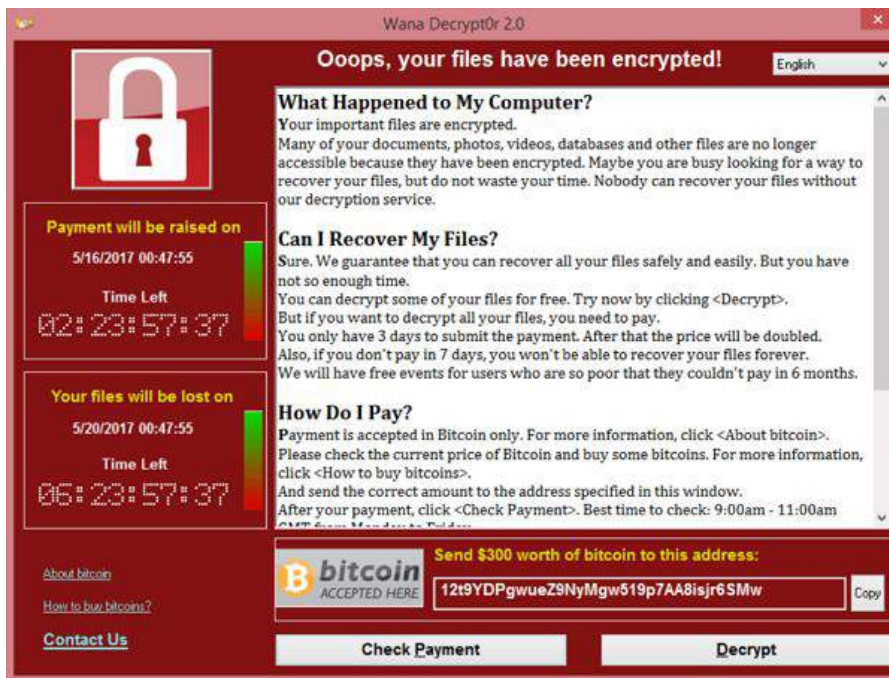 Wana Decrypt0r 2.0
Ooops, your files have been encrypted!
English
What Happened to My Computer?
Your important files are encrypted.
Many of your documents, photos, videos, databases and other files are no longer
accessible because they have been encrypted. Maybe you are busy looking for a way to
recover your files, but do not waste your time. Nobody can recover your files without
our decryption service.
Can I Recover My Files?
Sure. We guarantee that you can recover all your files safely and easily. But you have
not so enough time.
You can decrypt some of your files for free. Try now by clicking <Decrypt>.
But if you want to decrypt all your files, you need to pay.
You only have 3 days to submit the payment. After that the price will be doubled.
Also, if you don't pay in 7 days, you won't be able to recover your files forever.
We will have free events for users who are so poor that they couldn't pay in 6 months.
How Do I Pay?
Payment is accepted in Bitcoin only. For more information, click <About bitcoin>.
Please check the current price of Bitcoin and buy some bitcoins. For more information,
click <How to buy bitcoins>.
And send the correct amount to the address specified in this window.
After your payment, click <Check Payment>. Best time to check: 9:00am - 11:00am
GMT from Monday to Friday
Payment will be raised on
5/16/2017 00:47:55
Time Left
02:23:57:37
Your files will be lost on
5/20/2017 00:47:55
Time Left
06:23:57:37
About bitcoin
How to buy bitcoins?
Contact Us
bitcoin
ACCEPTED HERE
Send $300 worth of bitcoin to this address:
12t9YDPgwueZ9NyMgw519p7AA8isjr6SMw
Copy
Check Payment
Decrypt